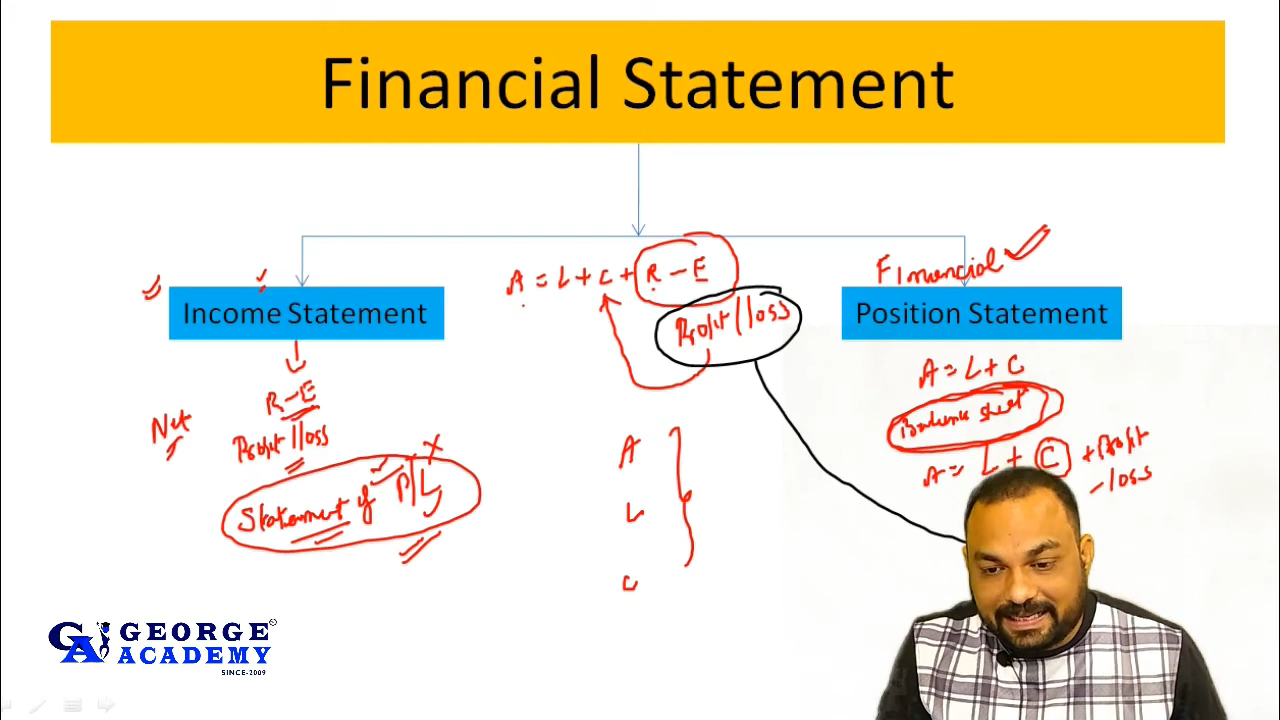 Financial Statement
A = L + C + R - E
Financial
Income Statement
Profit/loss
Position Statement
R-E
A = L + C
Net
Profit/loss
Balance sheet
A
A = L + C + Profit
- loss
Statement of P/L
X
L
C
GEORGE
ACADEMY
SINCE-2009